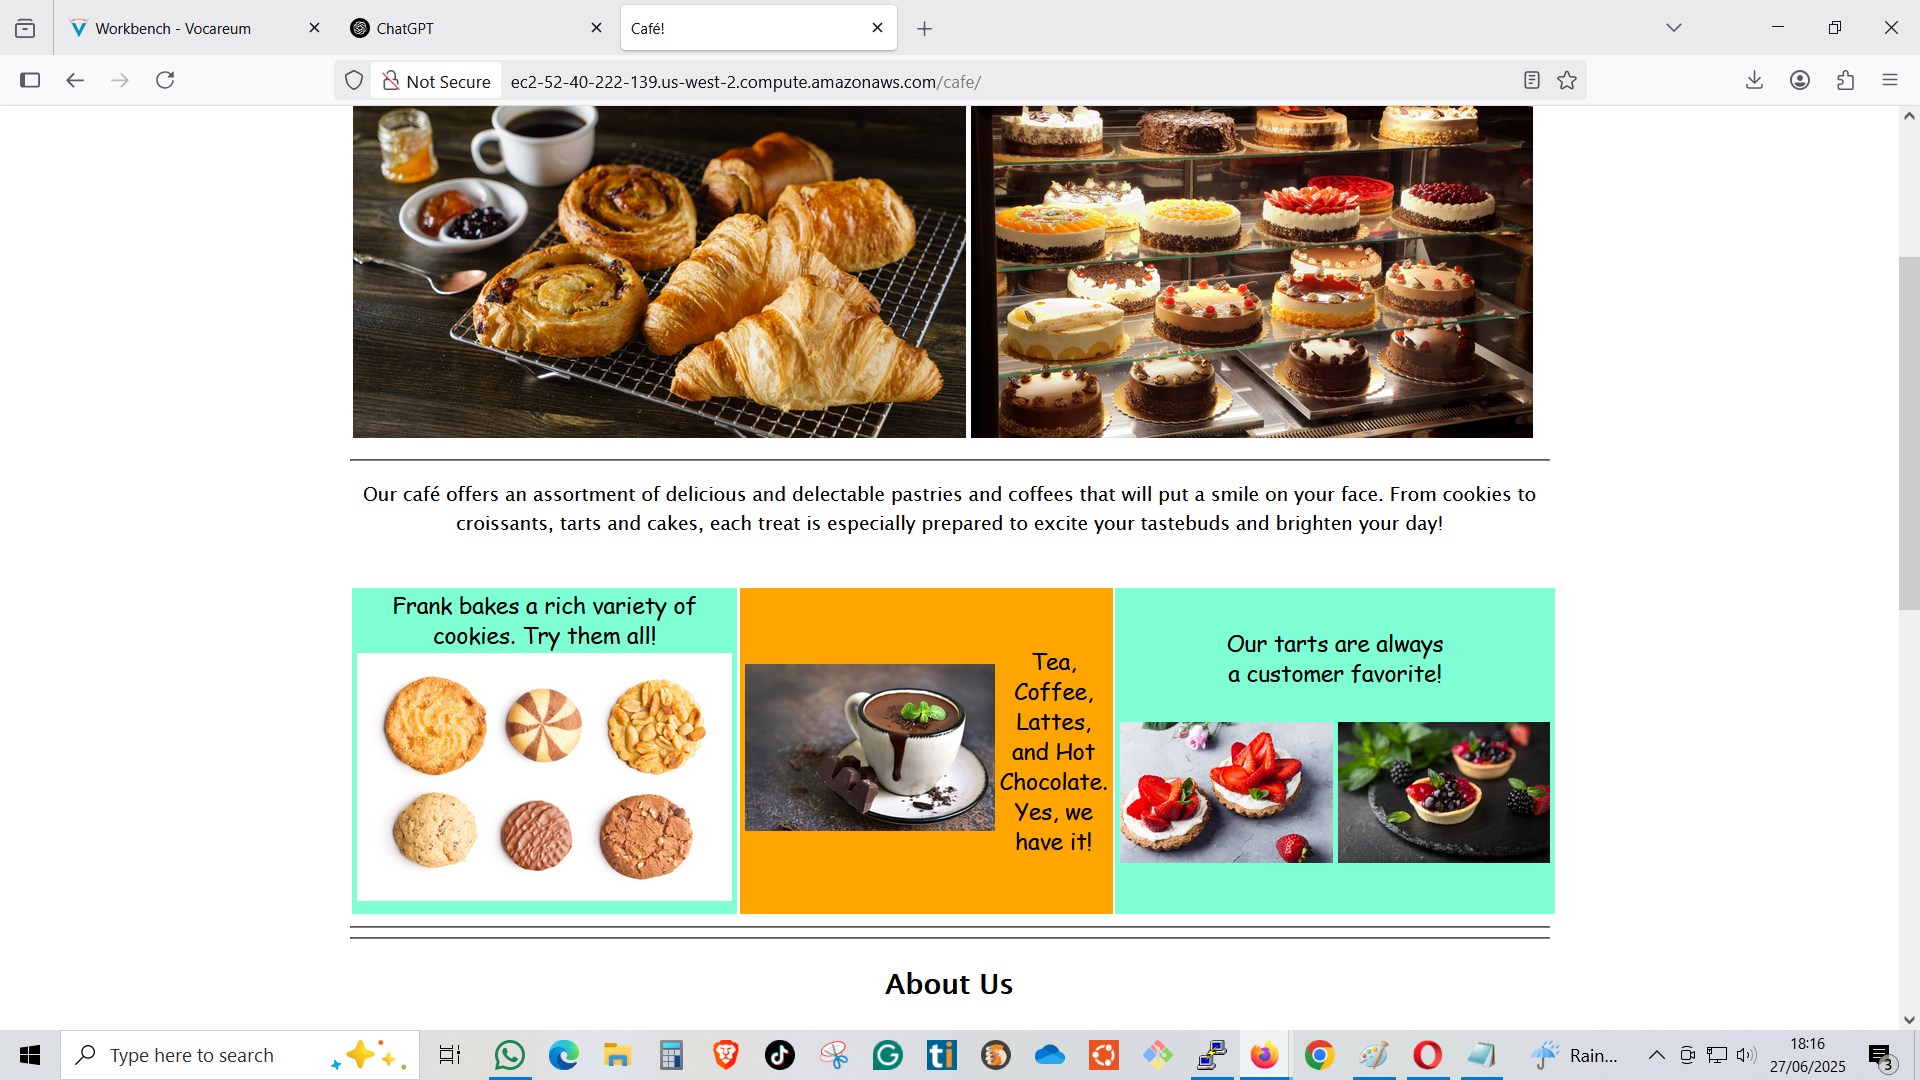 Workbench - Vocareum
ChatGPT
Café!
Not Secure
ec2-52-40-222-139.us-west-2.compute.amazonaws.com/cafe/
Our café offers an assortment of delicious and delectable pastries and coffees that will put a smile on your face. From cookies to
croissants, tarts and cakes, each treat is especially prepared to excite your tastebuds and brighten your day!
Frank bakes a rich variety of
cookies. Try them all!
Tea,
Coffee,
Lattes,
and Hot
Chocolate.
Yes, we
have it!
Our tarts are always
a customer favorite!
About Us
Type here to search
ti
Rain...
18:16
27/06/2025
3